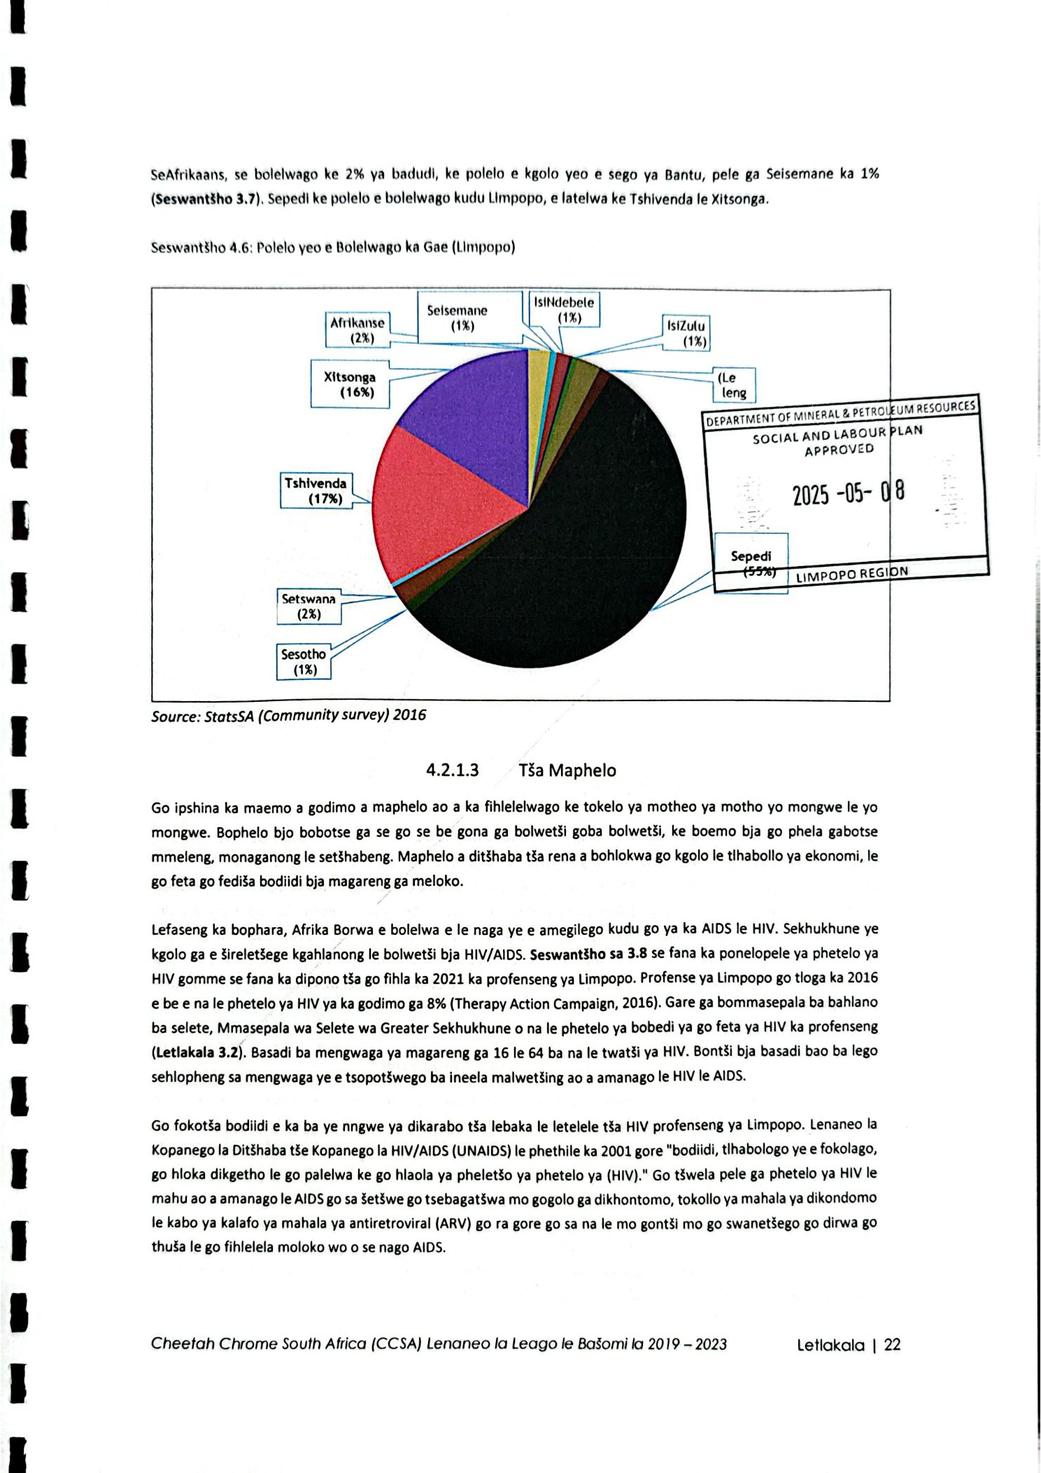 SeAfrikaans, se bolelwago ke 2% ya badudi, ke polelo e kgolo yeo e sego ya Bantu, pele ga Seisemane ka 1%
(Seswantšho 3.7). Sepedi ke polelo e bolelwago kudu Limpopo, e latelwa ke Tshivenda le Xitsonga.
Seswantšho 4.6: Polelo yeo e Bolelwago ka Gae (Limpopo)
Seisemane
(1%)
IsiNdebele
(1%)
Afrikanse
(2%)
IsiZulu
(1%)
Xitsonga
(16%)
(Le
leng
DEPARTMENT OF MINERAL & PETROLEUM RESOURCES
SOCIAL AND LABOUR PLAN
APPROVED
2025 -05- 08
LIMPOPO REGION
Tshivenda
(17%)
Sepedi
(55%)
Setswana
(2%)
Sesotho
(1%)
Source: StatsSA (Community survey) 2016
4.2.1.3 Tša Maphelo
Go ipshina ka maemo a godimo a maphelo ao a ka fihlelelwago ke tokelo ya motheo ya motho yo mongwe le yo
mongwe. Bophelo bjo bobotse ga se go se be gona ga bolwetši goba bolwetši, ke boemo bja go phela gabotse
mmeleng, monaganong le setšhabeng. Maphelo a ditšhaba tša rena a bohlokwa go kgolo le tlhabollo ya ekonomi, le
go feta go fediša bodiidi bja magareng ga meloko.
Lefaseng ka bophara, Afrika Borwa e bolelwa e le naga ye e amegilego kudu go ya ka AIDS le HIV. Sekhukhune ye
kgolo ga e šireletšege kgahlanong le bolwetši bja HIV/AIDS. Seswantšho sa 3.8 se fana ka ponelopele ya phetelo ya
HIV gomme se fana ka dipono tša go fihla ka 2021 ka profenseng ya Limpopo. Profense ya Limpopo go tloga ka 2016
e be e na le phetelo ya HIV ya ka godimo ga 8% (Therapy Action Campaign, 2016). Gare ga bommasepala ba bahlano
ba selete, Mmasepala wa Selete wa Greater Sekhukhune o na le phetelo ya bobedi ya go feta ya HIV ka profenseng
(Letlakala 3.2). Basadi ba mengwaga ya magareng ga 16 le 64 ba na le twatši ya HIV. Bontši bja basadi bao ba lego
sehlopheng sa mengwaga ye e tsopotšwego ba ineela malwetšing ao a amanago le HIV le AIDS.
Go fokotša bodiidi e ka ba ye nngwe ya dikarabo tša lebaka le letelele tša HIV profenseng ya Limpopo. Lenaneo la
Kopanego la Ditšhaba tše Kopanego la HIV/AIDS (UNAIDS) le phethile ka 2001 gore "bodiidi, tlhabologo ye e fokolago,
go hloka dikgetho le go palelwa ke go hlaola ya pheletšo ya phetelo ya (HIV)." Go tšwela pele ga phetelo ya HIV le
mahu ao a amanago le AIDS go sa šetšwe go tsebagatšwa mo gogolo ga dikhontomo, tokollo ya mahala ya dikondomo
le kabo ya kalafo ya mahala ya antiretroviral (ARV) go ra gore go sa na le mo gontši mo go swanetšego go dirwa go
thuša le go fihlelela moloko wo o se nago AIDS.
Cheetah Chrome South Africa (CCSA) Lenaneo la Leago le Bašomi la 2019 – 2023 Letlakala | 22